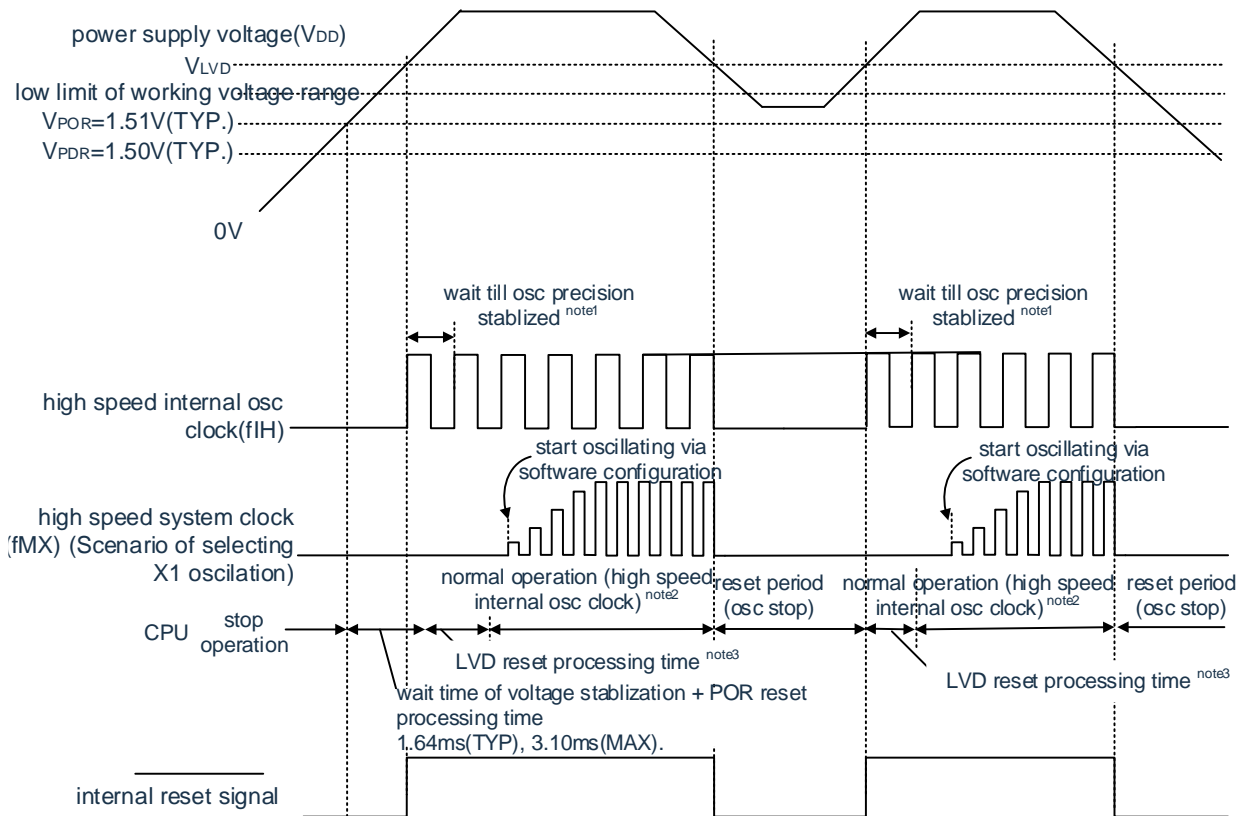 power supply voltage(VDD)
VLVD
low limit of working voltage range
VPOR=1.51V(TYP.)
VPDR=1.50V(TYP.)
0V
wait till osc precision
stablized note1
wait till osc precision
stablized note1
high speed internal osc
clock(fIH)
start oscillating via
software configuration
start oscillating via
software configuration
high speed system clock
(fMX) (Scenario of selecting
X1 oscilation)
normal operation (high speed
internal osc clock) note2
reset period
(osc stop)
normal operation (high speed
internal osc clock) note2
reset period
(osc stop)
CPU
stop
operation
LVD reset processing time note3
LVD reset processing time note3
wait time of voltage stablization + POR reset
processing time
1.64ms(TYP), 3.10ms(MAX).
internal reset signal